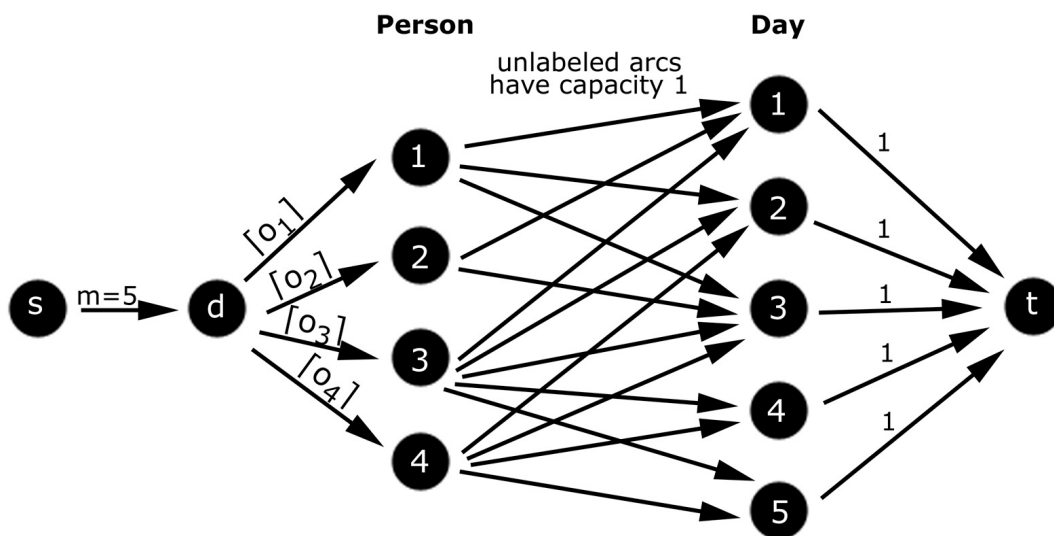 Person
Day
unlabeled arcs
have capacity 1
s
m=5
d
⌈o₁⌉
⌈o₂⌉
⌈o₃⌉
⌈o₄⌉
1
2
3
4
1
2
3
4
5
1
1
1
1
1
t